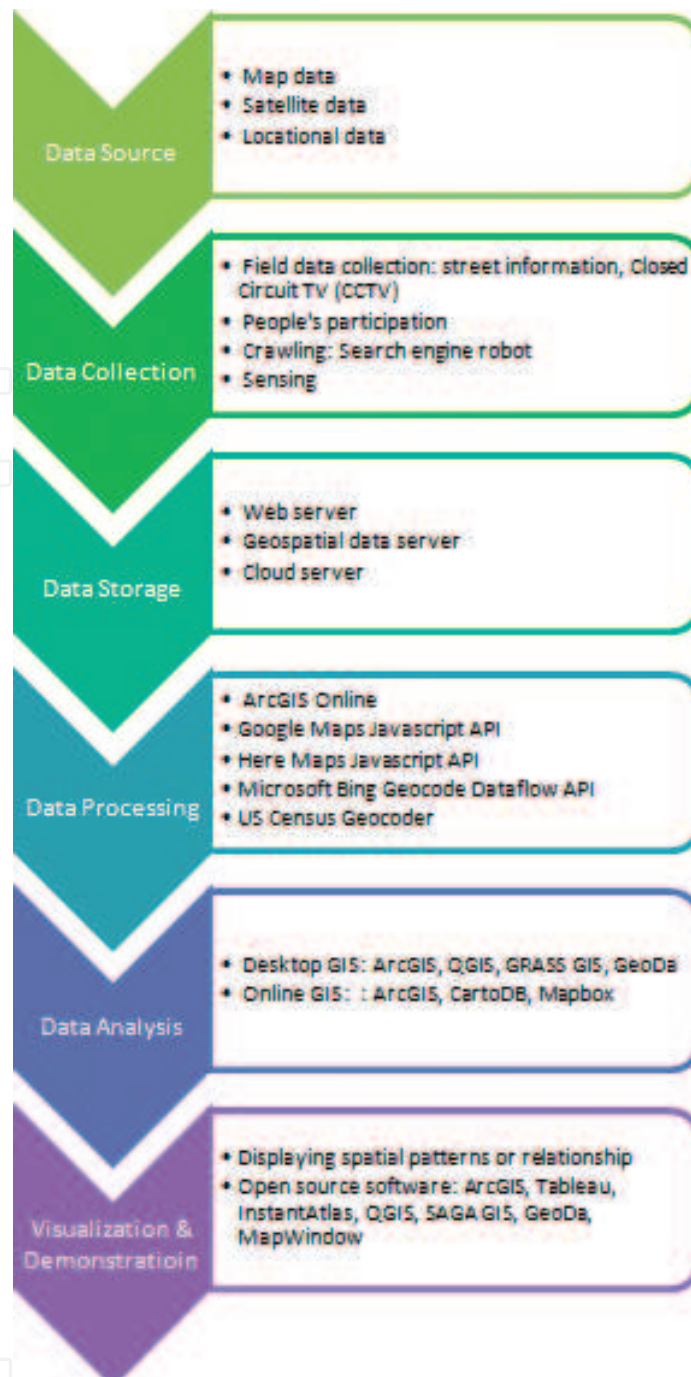 Data Source
• Map data
• Satellite data
• Locational data
Data Collection
• Field data collection: street information, Closed
Circuit TV (CCTV)
• People's participation
• Crawling: Search engine robot
• Sensing
Data Storage
• Web server
• Geospatial data server
• Cloud server
Data Processing
• ArcGIS Online
• Google Maps Javascript API
• Here Maps Javascript API
• Microsoft Bing Geocode Dataflow API
• US Census Geocoder
Data Analysis
• Desktop GIS: ArcGIS, QGIS, GRASS GIS, GeoDa
• Online GIS: : ArcGIS, CartoDB, Mapbox
Visualization &
Demonstratioin
• Displaying spatial patterns or relationship
• Open source software: ArcGIS, Tableau,
InstantAtlas, QGIS, SAGA GIS, GeoDa,
MapWindow